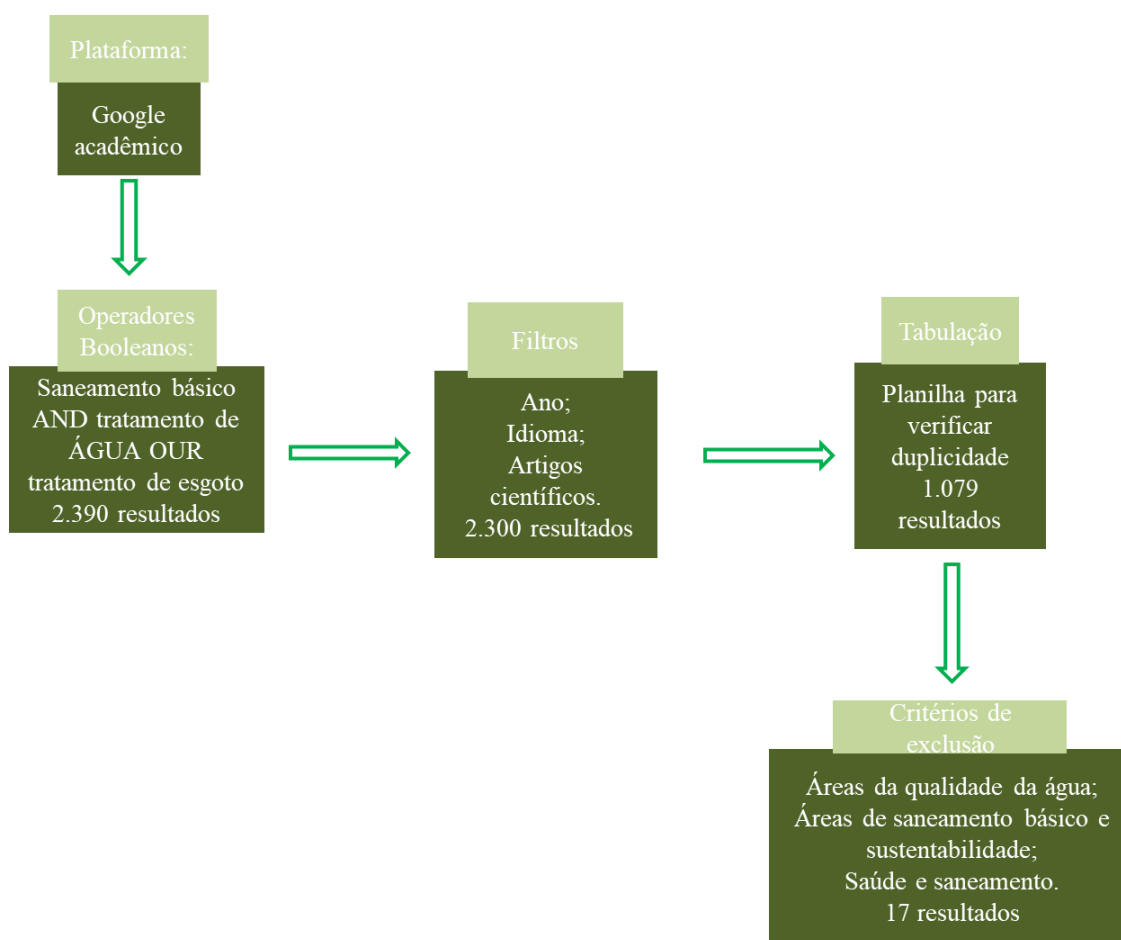 Plataforma:
Google
acadêmico
Operadores
Booleanos:
Saneamento básico
AND tratamento de
ÁGUA OUR
tratamento de esgoto
2.390 resultados
Filtros
Ano;
Idioma;
Artigos
científicos.
2.300 resultados
Tabulação
Planilha para
verificar
duplicidade
1.079
resultados
Critérios de
exclusão
Áreas da qualidade da água;
Áreas de saneamento básico e
sustentabilidade;
Saúde e saneamento.
17 resultados